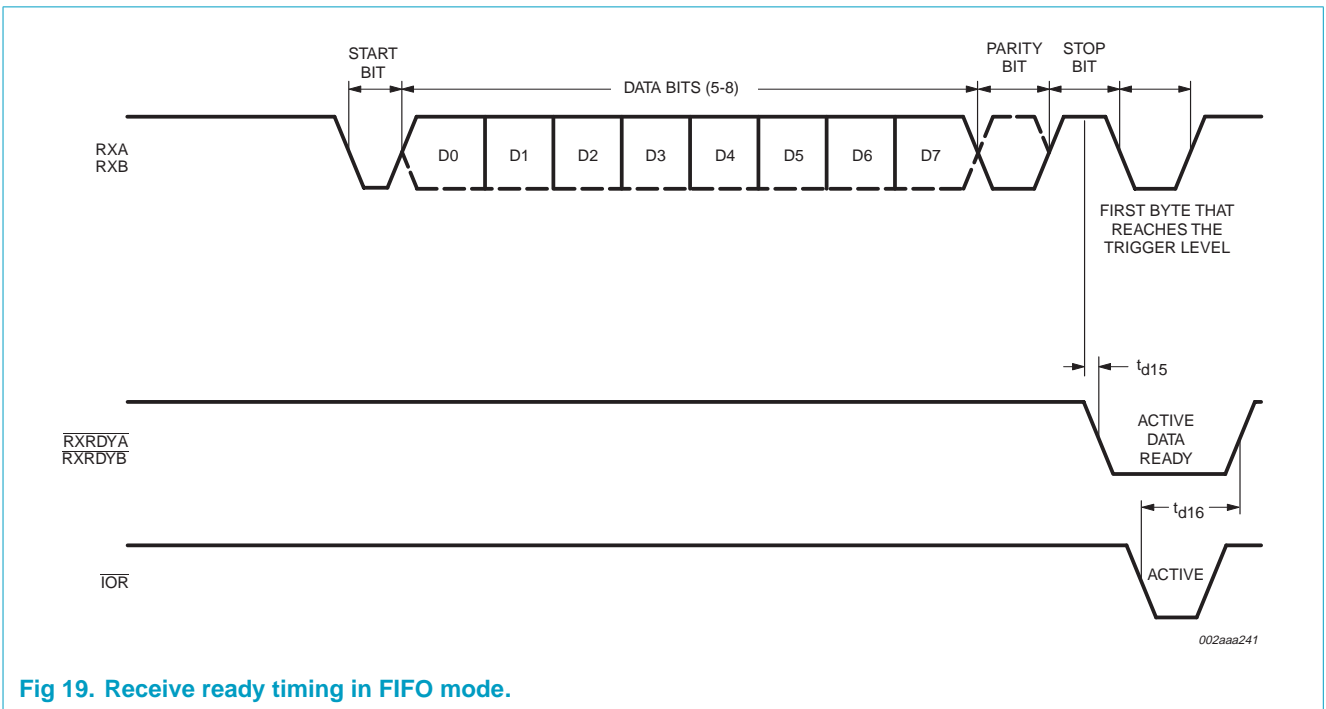 START
BIT
DATA BITS (5-8)
PARITY
BIT
STOP
BIT
RXA
RXB
D0 D1 D2 D3 D4 D5 D6 D7
FIRST BYTE THAT
REACHES THE
TRIGGER LEVEL
td15
RXRDYA
RXRDYB
ACTIVE
DATA
READY
td16
IOR
ACTIVE
002aaa241
Fig 19. Receive ready timing in FIFO mode.